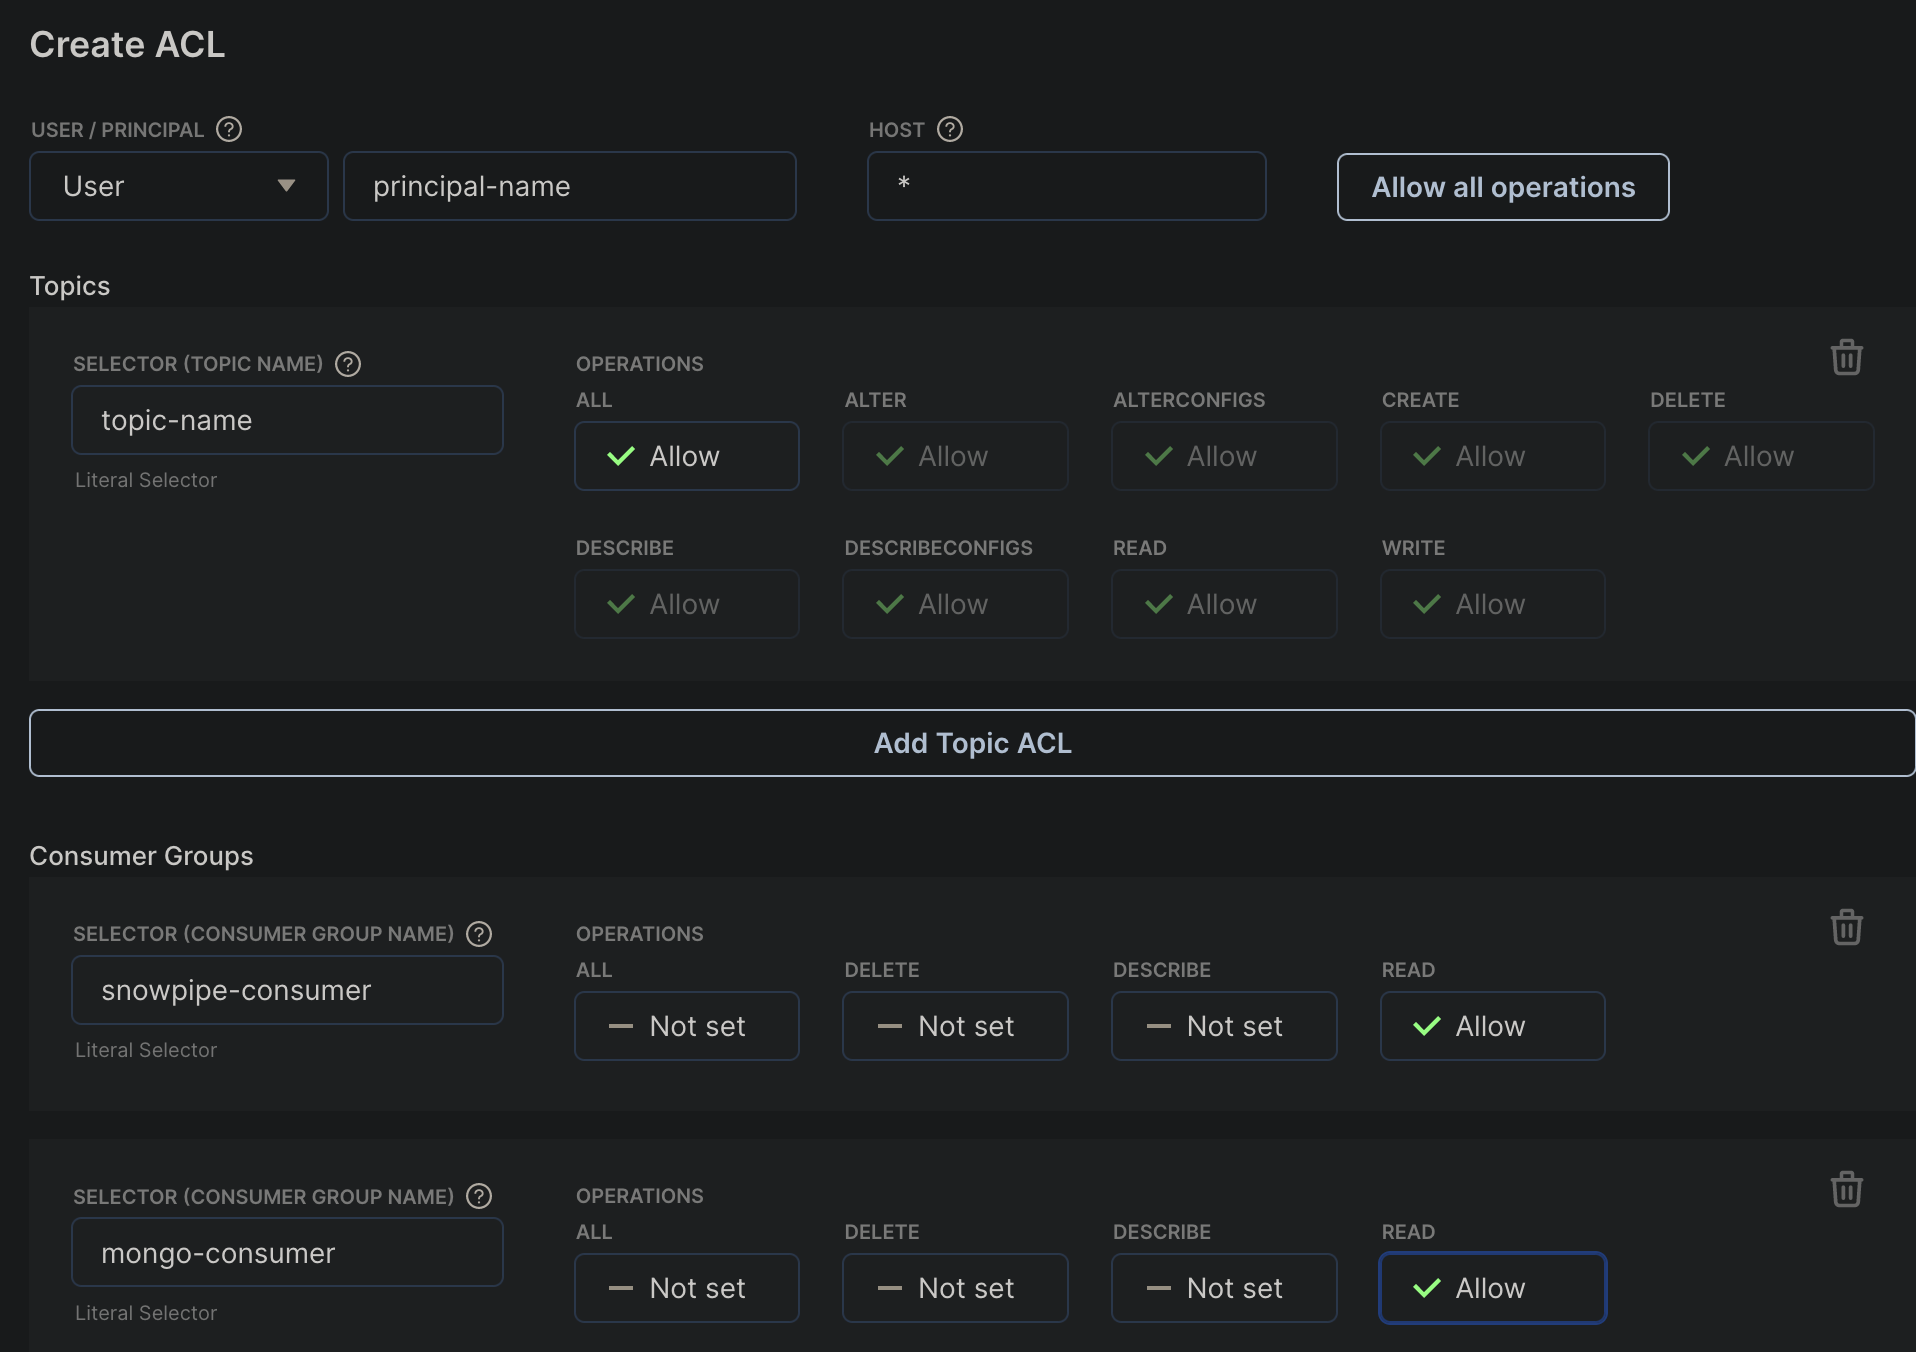 Create ACL
USER / PRINCIPAL ? HOST ?
User principal-name * Allow all operations
Topics
SELECTOR (TOPIC NAME) ? OPERATIONS
ALL ALTER ALTERCONFIGS CREATE DELETE
topic-name Allow Allow Allow Allow Allow
Literal Selector
DESCRIBE DESCRIBECONFIGS READ WRITE
Allow Allow Allow Allow
Add Topic ACL
Consumer Groups
SELECTOR (CONSUMER GROUP NAME) ? OPERATIONS
ALL DELETE DESCRIBE READ
snowpipe-consumer Not set Not set Not set Allow
Literal Selector
SELECTOR (CONSUMER GROUP NAME) ? OPERATIONS
ALL DELETE DESCRIBE READ
mongo-consumer Not set Not set Not set Allow
Literal Selector